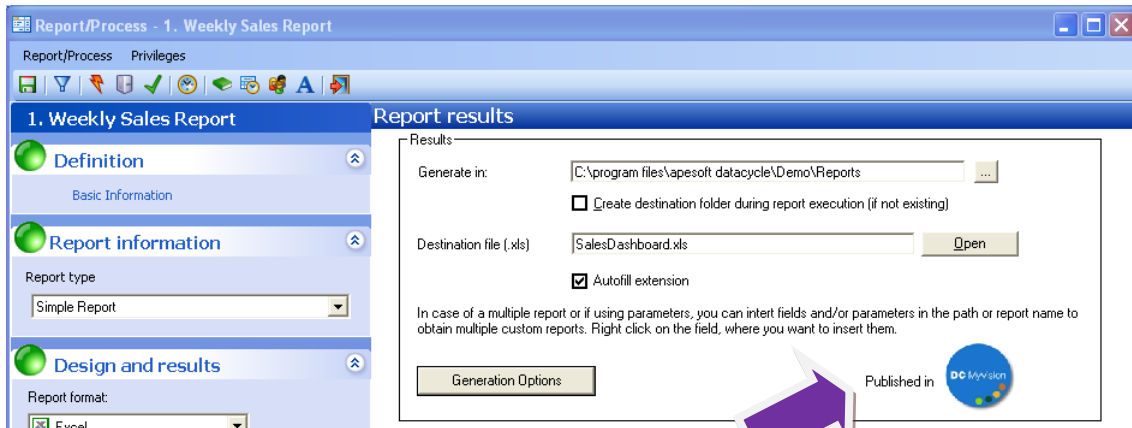 Report/Process - 1. Weekly Sales Report
Report/Process Privileges
A
1. Weekly Sales Report
Report results
Definition
Basic Information
Report information
Report type
Simple Report
Design and results
Report format:
Excel
Results
Generate in:
C:\program files\apesoft datacycle\Demo\Reports
...
Create destination folder during report execution (if not existing)
Destination file (.xls)
SalesDashboard.xls
Open
Autofill extension
In case of a multiple report or if using parameters, you can intert fields and/or parameters in the path or report name to
obtain multiple custom reports. Right click on the field, where you want to insert them.
Generation Options
Published in
DC MyVision